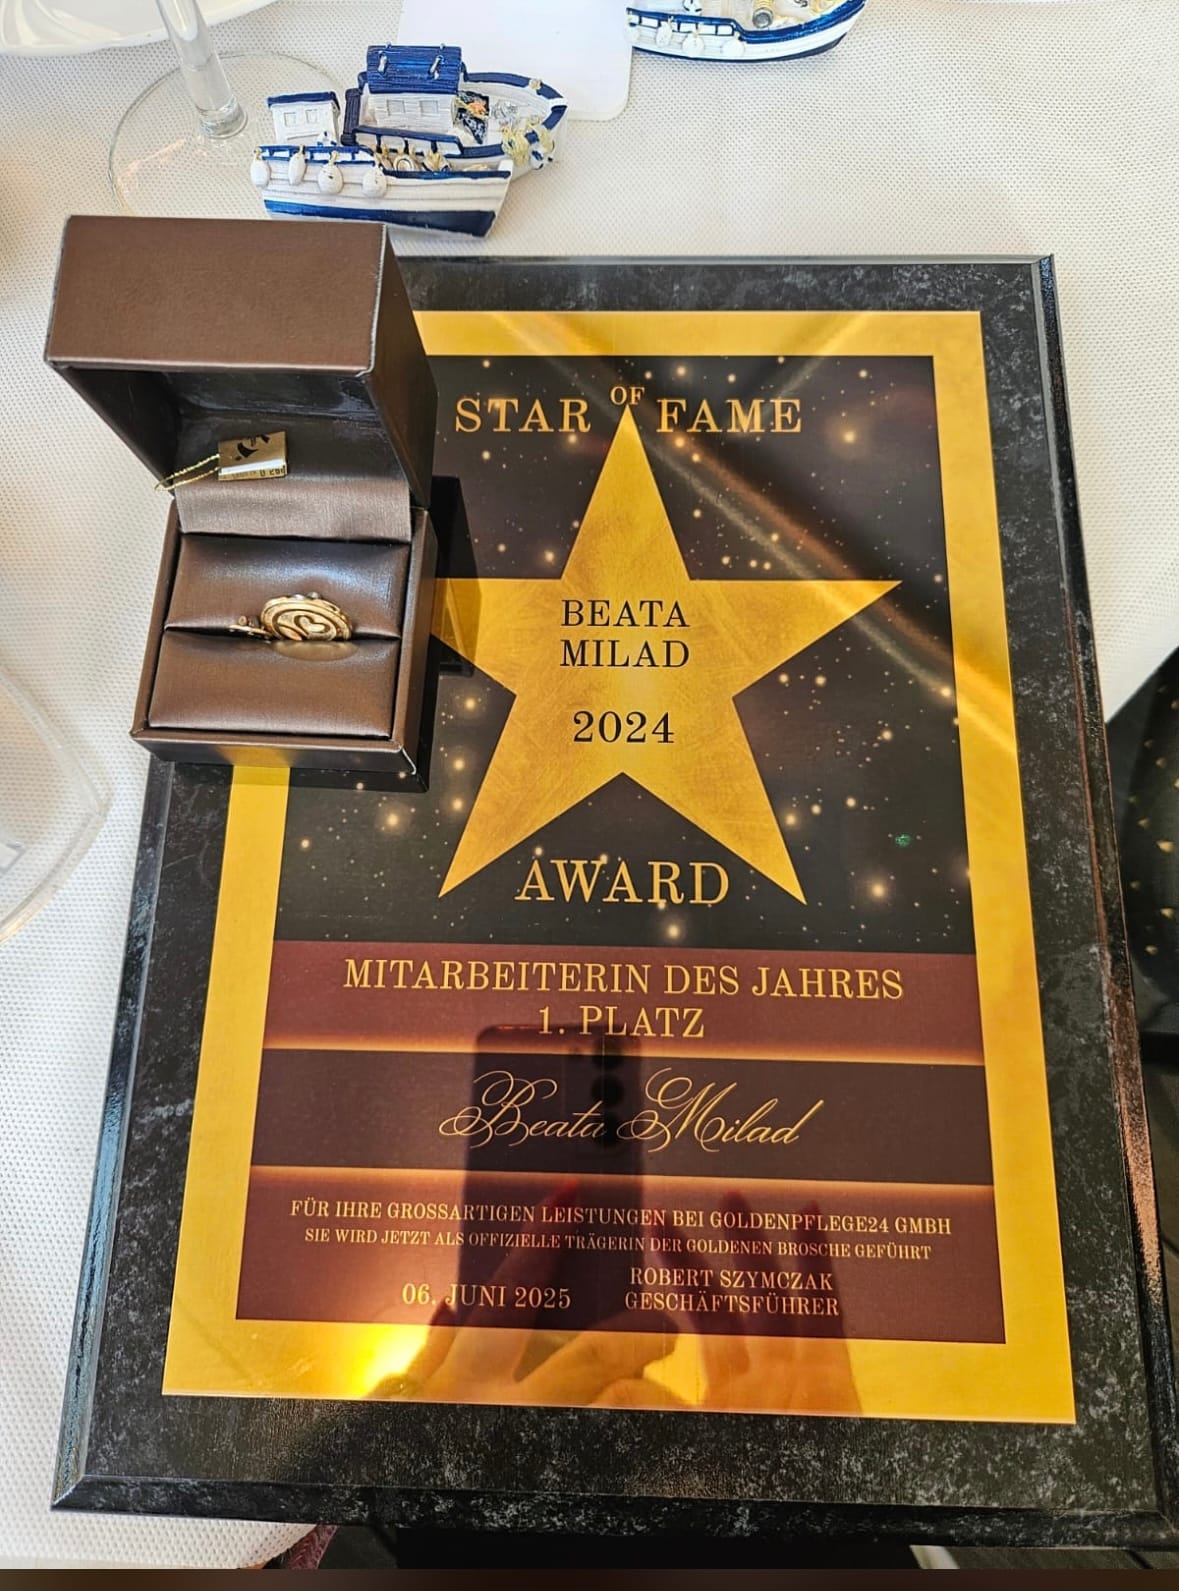 STAR OF FAME
BEATA
MILAD
2024
AWARD
MITARBEITERIN DES JAHRES
1. PLATZ
Beata Milad
FÜR IHRE GROSSARTIGEN LEISTUNGEN BEI GOLDENPFLEGE24 GMBH
SIE WIRD JETZT ALS OFFIZIELLE TRÄGERIN DER GOLDENEN BROSCHE GEFÜHRT
06. JUNI 2025
ROBERT SZYMCZAK
GESCHÄFTSFÜHRER